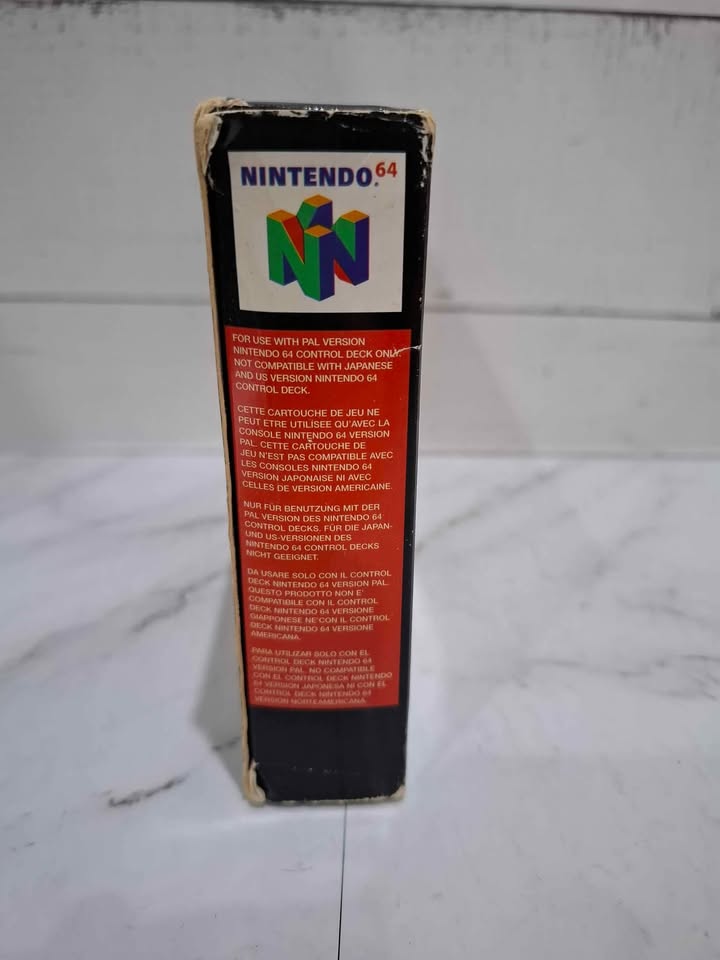 NINTENDO.64
FOR USE WITH PAL VERSION
NINTENDO 64 CONTROL DECK ONLY.
NOT COMPATIBLE WITH JAPANESE
AND US VERSION NINTENDO 64
CONTROL DECK.
CETTE CARTOUCHE DE JEU NE
PEUT ETRE UTILISEE QU'AVEC LA
CONSOLE NINTENDO 64 VERSION
PAL. CETTE CARTOUCHE DE
JEU N'EST PAS COMPATIBLE AVEC
LES CONSOLES NINTENDO 64
VERSION JAPONAISE NI AVEC
CELLES DE VERSION AMERICAINE.
NUR FÜR BENUTZUNG MIT DER
PAL VERSION DES NINTENDO 64
CONTROL DECKS. FÜR DIE JAPAN-
UND US-VERSIONEN DES
NINTENDO 64 CONTROL DECKS
NICHT GEEIGNET.
DA USARE SOLO CON IL CONTROL
DECK NINTENDO 64 VERSION PAL.
QUESTO PRODOTTO NON E'
COMPATIBILE CON IL CONTROL
DECK NINTENDO 64 VERSIONE
GIAPPONESE NE'CON IL CONTROL
DECK NINTENDO 64 VERSIONE
AMERICANA.
PARA UTILIZAR SOLO CON EL
CONTROL DECK NINTENDO 64
VERSION PAL. NO COMPATIBLE
CON EL CONTROL DECK NINTENDO
64 VERSION JAPONESA NI CON EL
CONTROL DECK NINTENDO 64
VERSION NORTEAMERICANA.